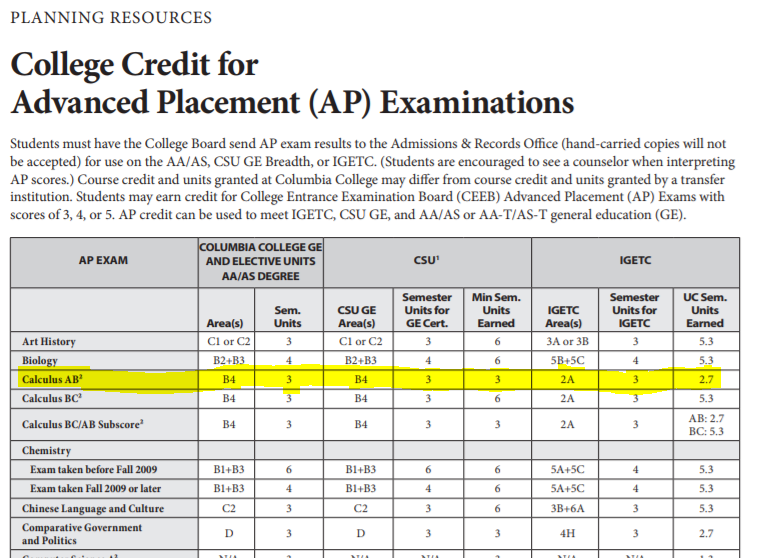 PLANNING RESOURCES
College Credit for
Advanced Placement (AP) Examinations
Students must have the College Board send AP exam results to the Admissions & Records Office (hand-carried copies will not
be accepted) for use on the AA/AS, CSU GE Breadth, or IGETC. (Students are encouraged to see a counselor when interpreting
AP scores.) Course credit and units granted at Columbia College may differ from course credit and units granted by a transfer
institution. Students may earn credit for College Entrance Examination Board (CEEB) Advanced Placement (AP) Exams with
scores of 3, 4, or 5. AP credit can be used to meet IGETC, CSU GE, and AA/AS or AA-T/AS-T general education (GE).
AP EXAM
COLUMBIA COLLEGE GE
AND ELECTIVE UNITS
AA/AS DEGREE
CSU¹
IGETC
Area(s)
Sem.
Units
CSU GE
Area(s)
Semester
Units for
GE Cert.
Min Sem.
Units
Earned
IGETC
Area(s)
Semester
Units for
IGETC
UC Sem.
Units
Earned
Art History C1 or C2 3 C1 or C2 3 6 3A or 3B 3 5.3
Biology B2+B3 4 B2+B3 4 6 5B+5C 4 5.3
Calculus AB² B4 3 B4 3 3 2A 3 2.7
Calculus BC² B4 3 B4 3 6 2A 3 5.3
Calculus BC/AB Subscore² B4 3 B4 3 3 2A 3 AB: 2.7
BC: 5.3
Chemistry
Exam taken before Fall 2009 B1+B3 6 B1+B3 6 6 5A+5C 4 5.3
Exam taken Fall 2009 or later B1+B3 4 B1+B3 4 6 5A+5C 4 5.3
Chinese Language and Culture C2 3 C2 3 6 3B+6A 3 5.3
Comparative Government
and Politics D 3 D 3 3 4H 3 2.7